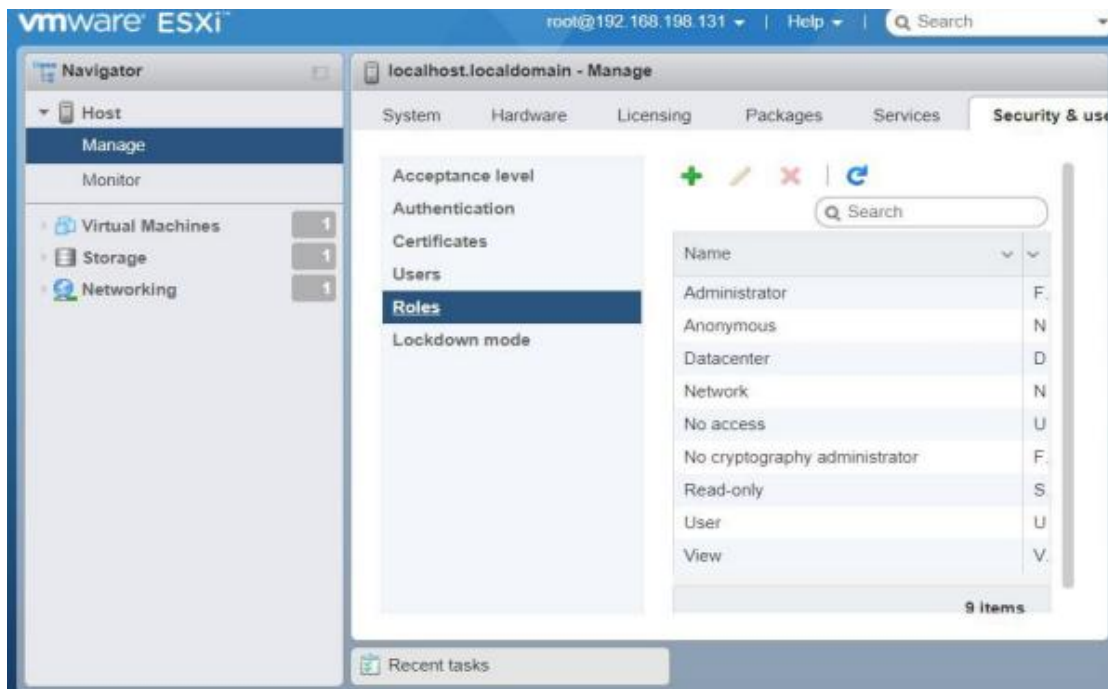 vmware ESXi™
root@192.168.198.131 | Help | Search
Navigator
Host
Manage
Monitor
Virtual Machines 1
Storage 1
Networking 1
localhost.localdomain - Manage
System Hardware Licensing Packages Services Security & use
Acceptance level
Authentication
Certificates
Users
Roles
Lockdown mode
Search
Name
Administrator F.
Anonymous N
Datacenter D
Network N
No access U
No cryptography administrator F.
Read-only S
User U
View V.
9 items
Recent tasks